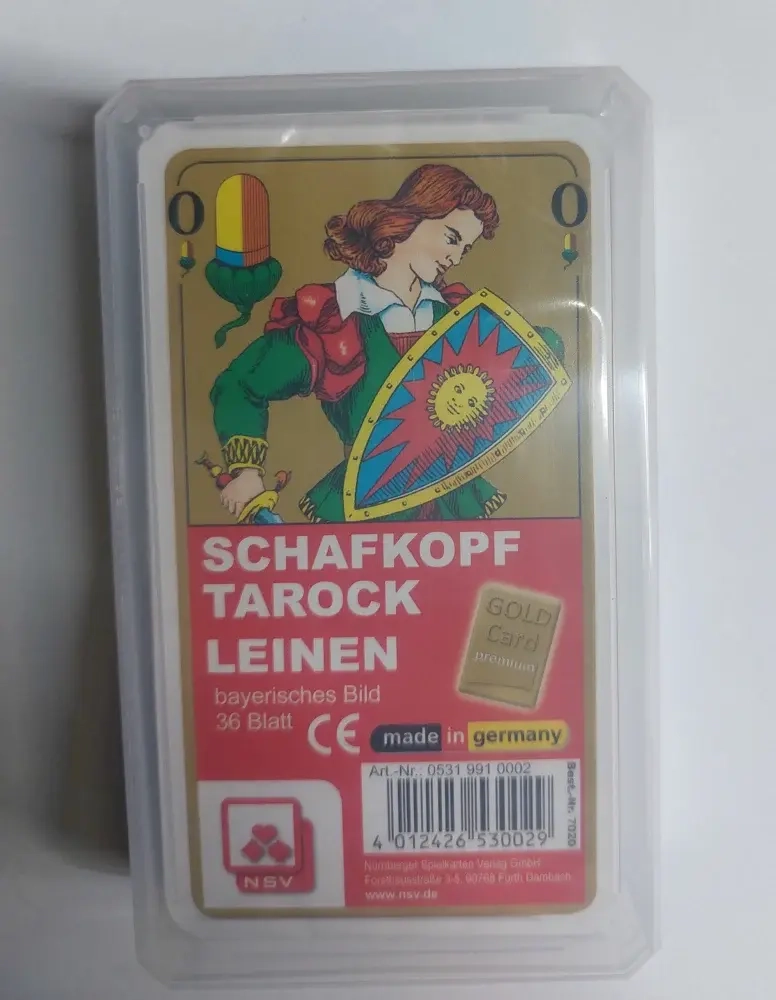 O O
SCHAFKOPF
TAROCK
LEINEN
GOLD
Card
premium
bayerisches Bild
36 Blatt
CE made in germany
Art.-Nr.: 0531 991 0002
Best.-Nr. 7020
4 012426 530029
NSV
Nürnberger Spielkarten Verlag GmbH
Forsthausstraße 3-5, 90768 Fürth Dambach
www.nsv.de